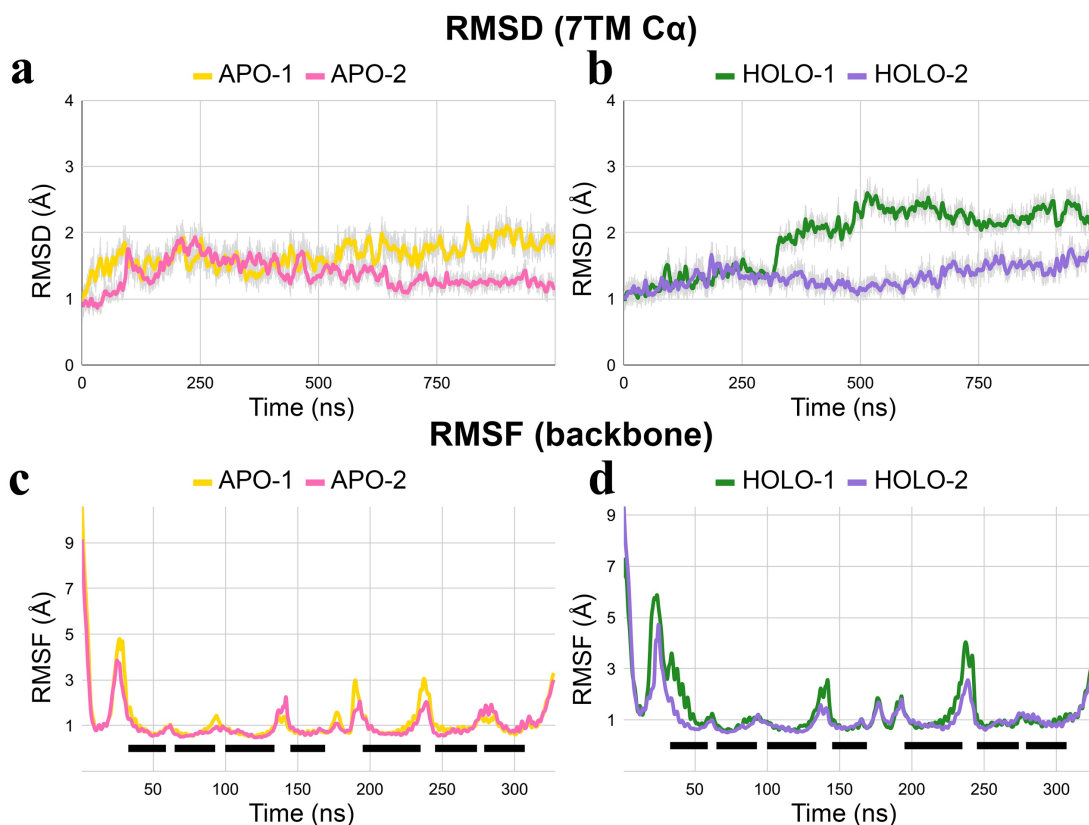 RMSD (7TM Cα)
a
APO-1 APO-2
RMSD (Å)
4
3
2
1
0
0 250 500 750
Time (ns)
b
HOLO-1 HOLO-2
RMSD (Å)
4
3
2
1
0
0 250 500 750
Time (ns)
RMSF (backbone)
c
APO-1 APO-2
RMSF (Å)
9
7
5
3
1
50 100 150 200 250 300
Time (ns)
d
HOLO-1 HOLO-2
RMSF (Å)
9
7
5
3
1
50 100 150 200 250 300
Time (ns)